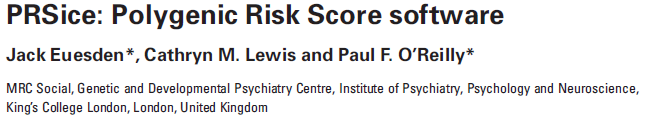 PRSice: Polygenic Risk Score software
Jack Euesden*, Cathryn M. Lewis and Paul F. O’Reilly*
MRC Social, Genetic and Developmental Psychiatry Centre, Institute of Psychiatry, Psychology and Neuroscience,
King’s College London, London, United Kingdom